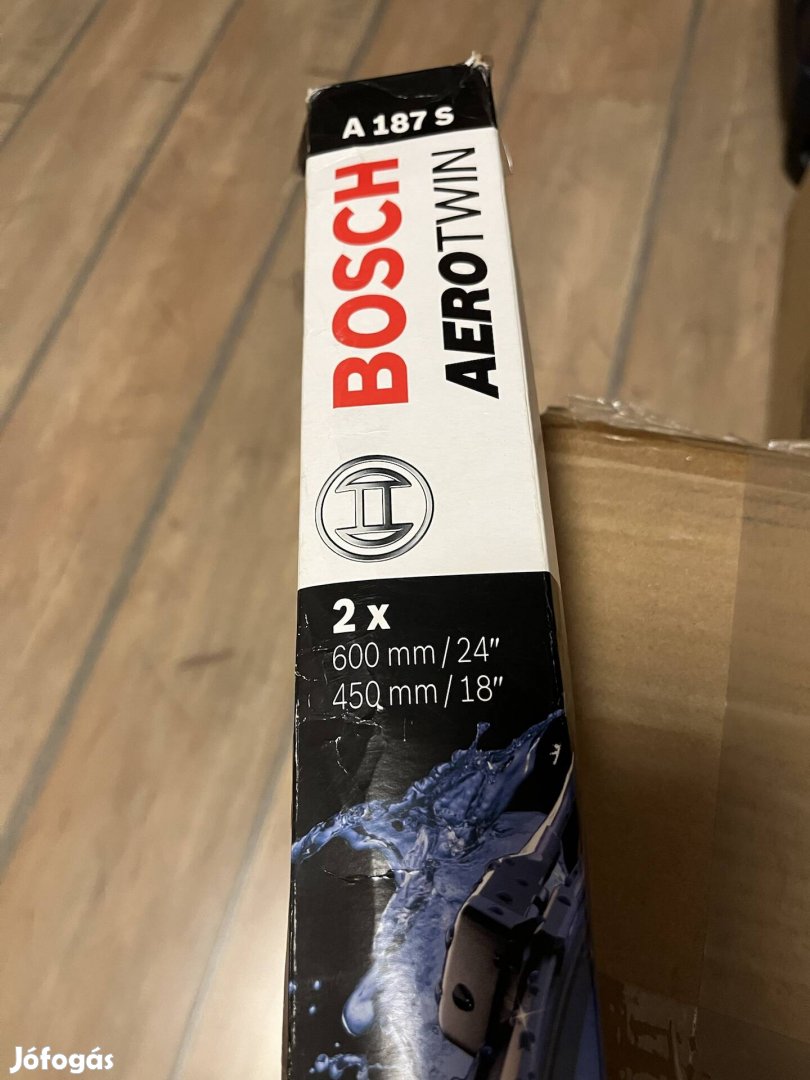 A 187 S
BOSCH
AEROTWIN
2 x
600 mm / 24"
450 mm / 18"
Jófogás